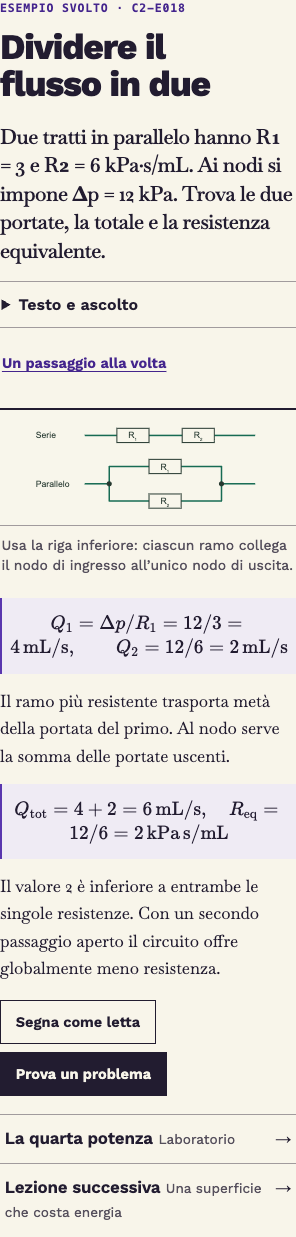 ESEMPIO SVOLTO · C2-E018
Dividere il
flusso in due
Due tratti in parallelo hanno R1
= 3 e R2 = 6 kPa·s/mL. Ai nodi si
impone Δp = 12 kPa. Trova le due
portate, la totale e la resistenza
equivalente.
▶ Testo e ascolto
Un passaggio alla volta
Serie R₁ R₂
Parallelo R₁
R₂
Usa la riga inferiore: ciascun ramo collega
il nodo di ingresso all’unico nodo di uscita.
Q₁ = Δp/R₁ = 12/3 =
4 mL/s, Q₂ = 12/6 = 2 mL/s
Il ramo più resistente trasporta metà
della portata del primo. Al nodo serve
la somma delle portate uscenti.
Qtot = 4 + 2 = 6 mL/s, Req =
12/6 = 2 kPa s/mL
Il valore 2 è inferiore a entrambe le
singole resistenze. Con un secondo
passaggio aperto il circuito offre
globalmente meno resistenza.
Segna come letta
Prova un problema
La quarta potenza Laboratorio →
Lezione successiva Una superficie →
che costa energia